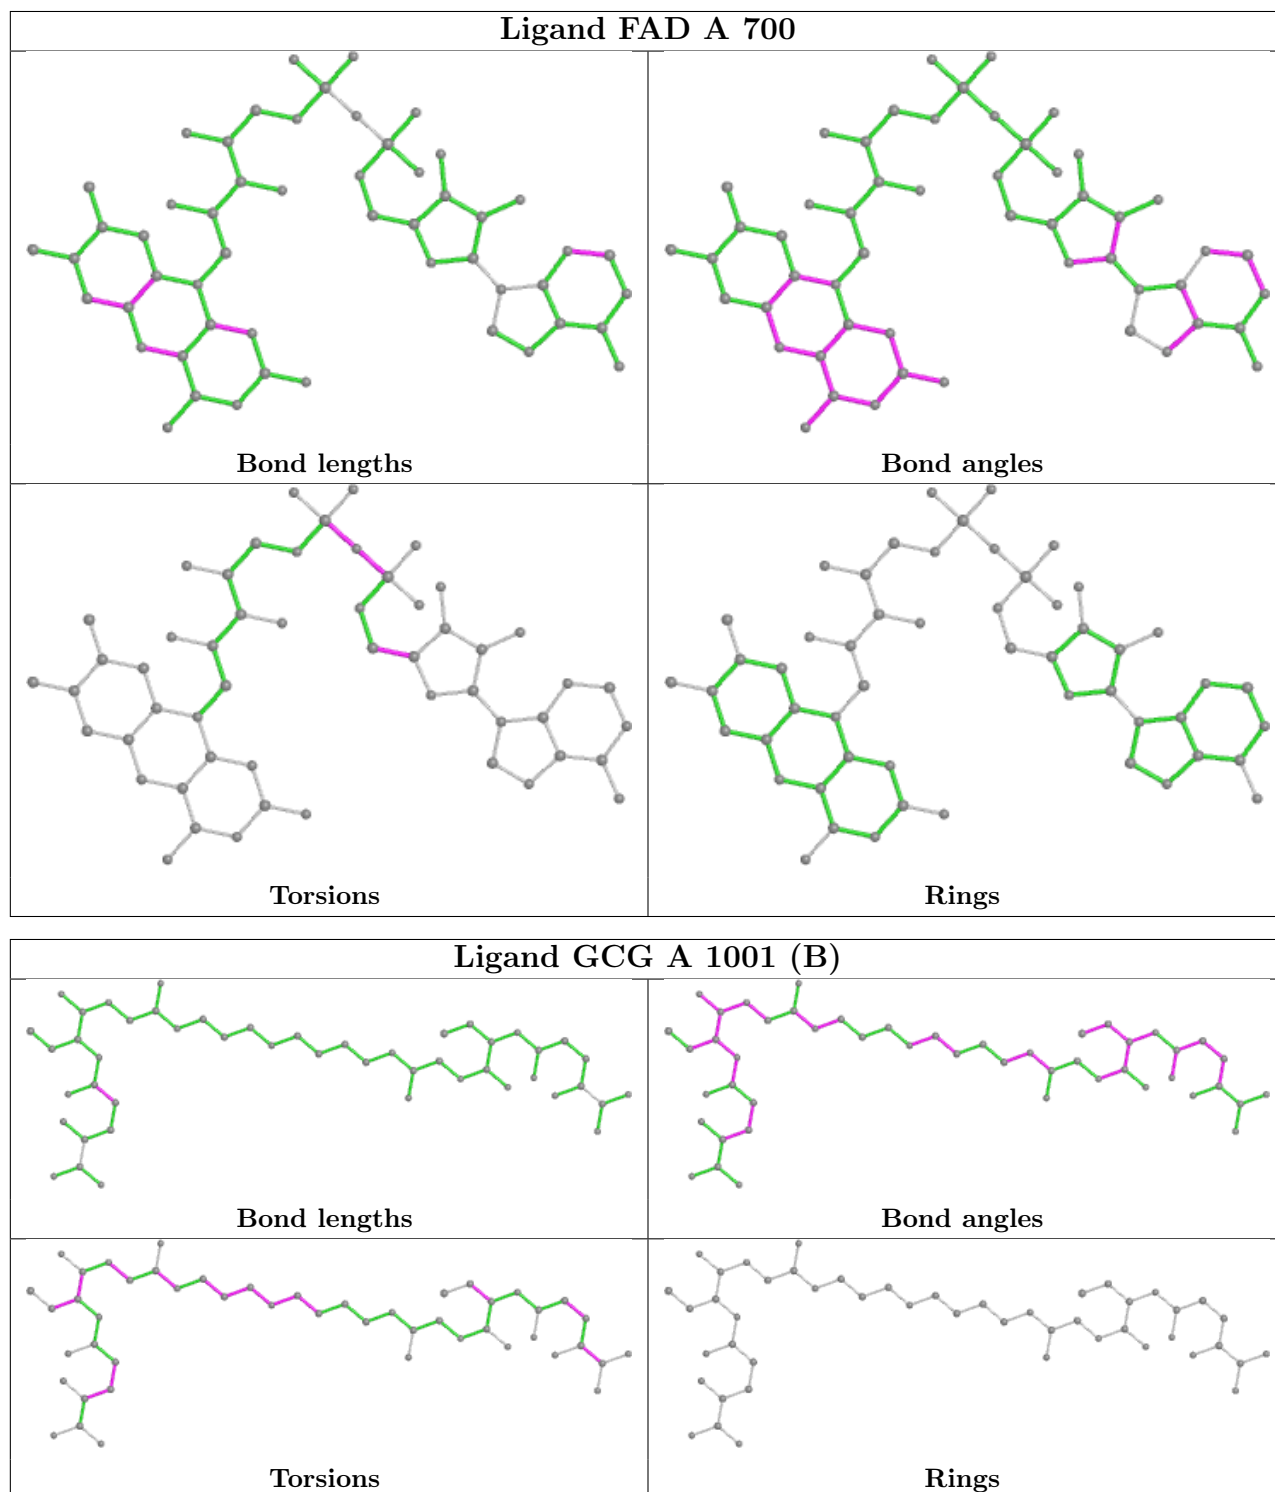 Ligand FAD A 700
Bond lengths
Bond angles
Torsions
Rings
Ligand GCG A 1001 (B)
Bond lengths
Bond angles
Torsions
Rings